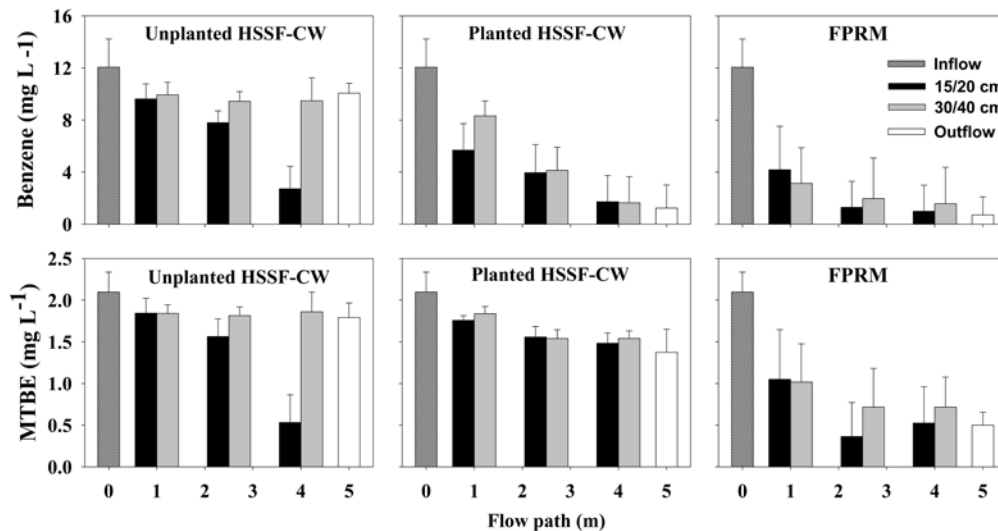 Benzene (mg L -1)
16
12
8
4
0
Unplanted HSSF-CW
Planted HSSF-CW
FPRM
Inflow
15/20 cm
30/40 cm
Outflow
MTBE (mg L-1)
2.5
2.0
1.5
1.0
0.5
0.0
Unplanted HSSF-CW
Planted HSSF-CW
FPRM
0 1 2 3 4 5
0 1 2 3 4 5
0 1 2 3 4 5
Flow path (m)